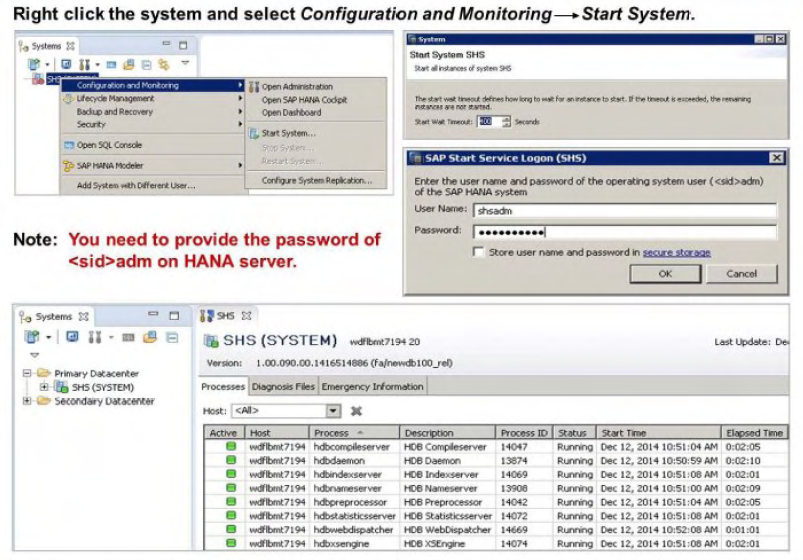 Right click the system and select Configuration and Monitoring → Start System.
Systems
SHS (SYSTEM)
Configuration and Monitoring
Lifecycle Management
Backup and Recovery
Security
Open SQL Console
SAP HANA Modeler
Add System with Different User...
Open Administration
Open SAP HANA Cockpit
Open Dashboard
Start System...
Stop System...
Restart System...
Configure System Replication...
System
Start System SHS
Start all instances of system SHS
The start wait timeout defines how long to wait for an instance to start. If the timeout is exceeded, the remaining
instances are not started.
Start Wait Timeout: Seconds
SAP Start Service Logon (SHS)
Enter the user name and password of the operating system user (<sid>adm)
of the SAP HANA system
User Name: shsadm
Password: ●●●●●●●●●●
Store user name and password in secure storage
OK Cancel
Note: You need to provide the password of
<sid>adm on HANA server.
Systems
Primary Datacenter
SHS (SYSTEM)
Secondairy Datacenter
SHS
SHS (SYSTEM) wdflbmt7194 20 Last Update: De
Version: 1.00.090.00.1416514886 (fa/newdb100_rel)
Processes Diagnosis Files Emergency Information
Host: <All>
Active Host Process Description Process ID Status Start Time Elapsed Time
wdflbmt7194 hdbcompileserver HDB Compileserver 14047 Running Dec 12, 2014 10:51:04 AM 0:02:05
wdflbmt7194 hdbdaemon HDB Daemon 13874 Running Dec 12, 2014 10:50:59 AM 0:02:10
wdflbmt7194 hdbindexserver HDB Indexserver 14069 Running Dec 12, 2014 10:51:08 AM 0:02:01
wdflbmt7194 hdbnameserver HDB Nameserver 13908 Running Dec 12, 2014 10:51:00 AM 0:02:09
wdflbmt7194 hdbpreprocessor HDB Preprocessor 14042 Running Dec 12, 2014 10:51:04 AM 0:02:05
wdflbmt7194 hdbstatisticsserver HDB Statisticsserver 14072 Running Dec 12, 2014 10:51:08 AM 0:02:01
wdflbmt7194 hdbwebdispatcher HDB WebDispatcher 14669 Running Dec 12, 2014 10:52:08 AM 0:01:01
wdflbmt7194 hdbxsengine HDB XSEngine 14074 Running Dec 12, 2014 10:51:08 AM 0:02:01